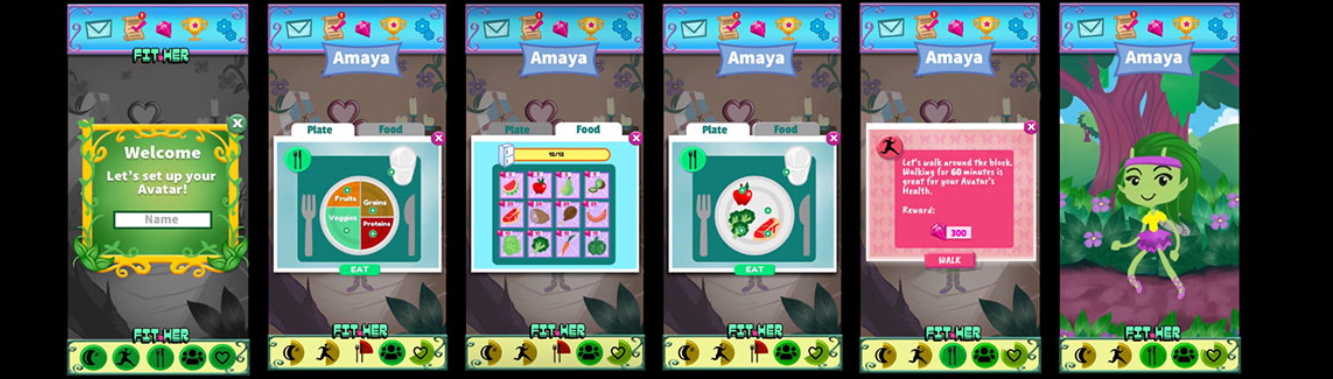 FIT HER
Welcome
Let's set up your
Avatar!
Name
FIT HER
Amaya
Plate
Food
Fruits
Grains
Veggies
Proteins
EAT
FIT HER
Amaya
Plate
Food
12/12
FIT HER
Amaya
Plate
Food
EAT
FIT HER
Amaya
Let's walk around the block.
Walking for 60 minutes is
great for your Avatar's
Health.
Reward:
300
WALK
FIT HER
Amaya
FIT HER